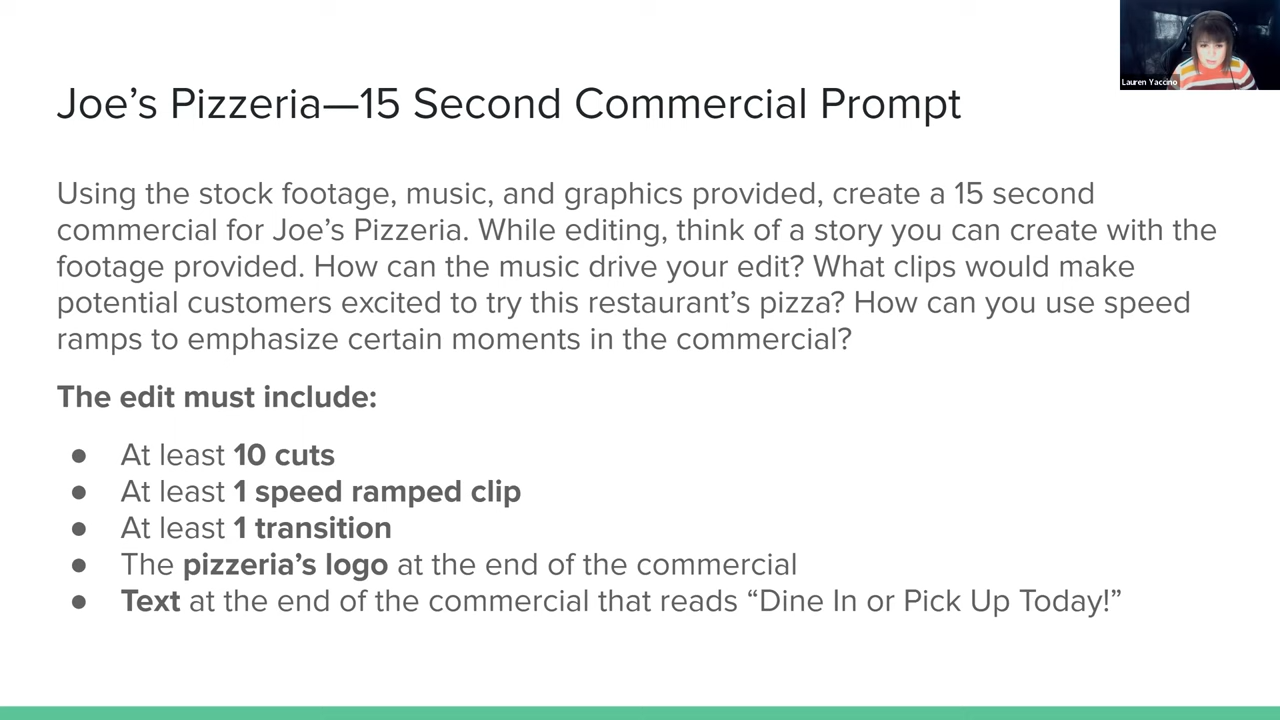 Lauren Yaccino
Joe's Pizzeria—15 Second Commercial Prompt
Using the stock footage, music, and graphics provided, create a 15 second
commercial for Joe's Pizzeria. While editing, think of a story you can create with the
footage provided. How can the music drive your edit? What clips would make
potential customers excited to try this restaurant's pizza? How can you use speed
ramps to emphasize certain moments in the commercial?
The edit must include:
● At least 10 cuts
● At least 1 speed ramped clip
● At least 1 transition
● The pizzeria's logo at the end of the commercial
● Text at the end of the commercial that reads “Dine In or Pick Up Today!”